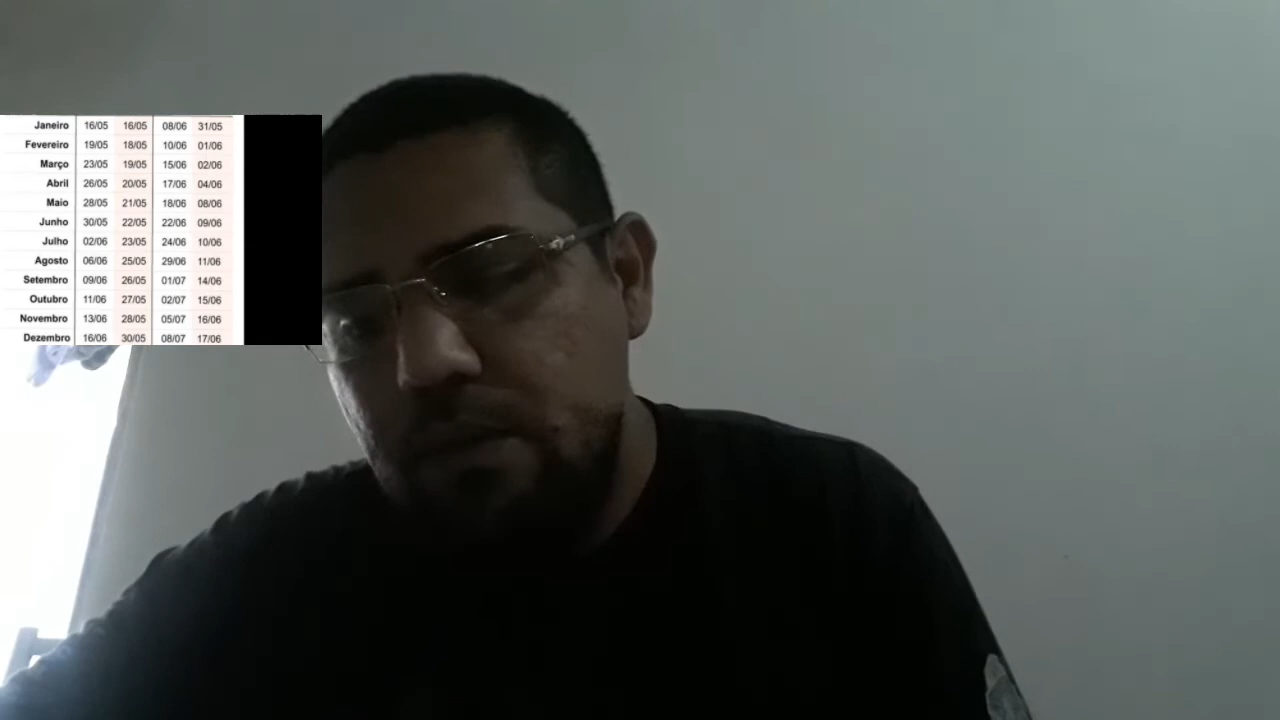 Janeiro 16/05 16/05 08/06 31/05
Fevereiro 19/05 18/05 10/06 01/06
Março 23/05 19/05 15/06 02/06
Abril 26/05 20/05 17/06 04/06
Maio 28/05 21/05 18/06 08/06
Junho 30/05 22/05 22/06 09/06
Julho 02/06 23/05 24/06 10/06
Agosto 06/06 25/05 29/06 11/06
Setembro 09/06 26/05 01/07 14/06
Outubro 11/06 27/05 02/07 15/06
Novembro 13/06 28/05 05/07 16/06
Dezembro 16/06 30/05 08/07 17/06